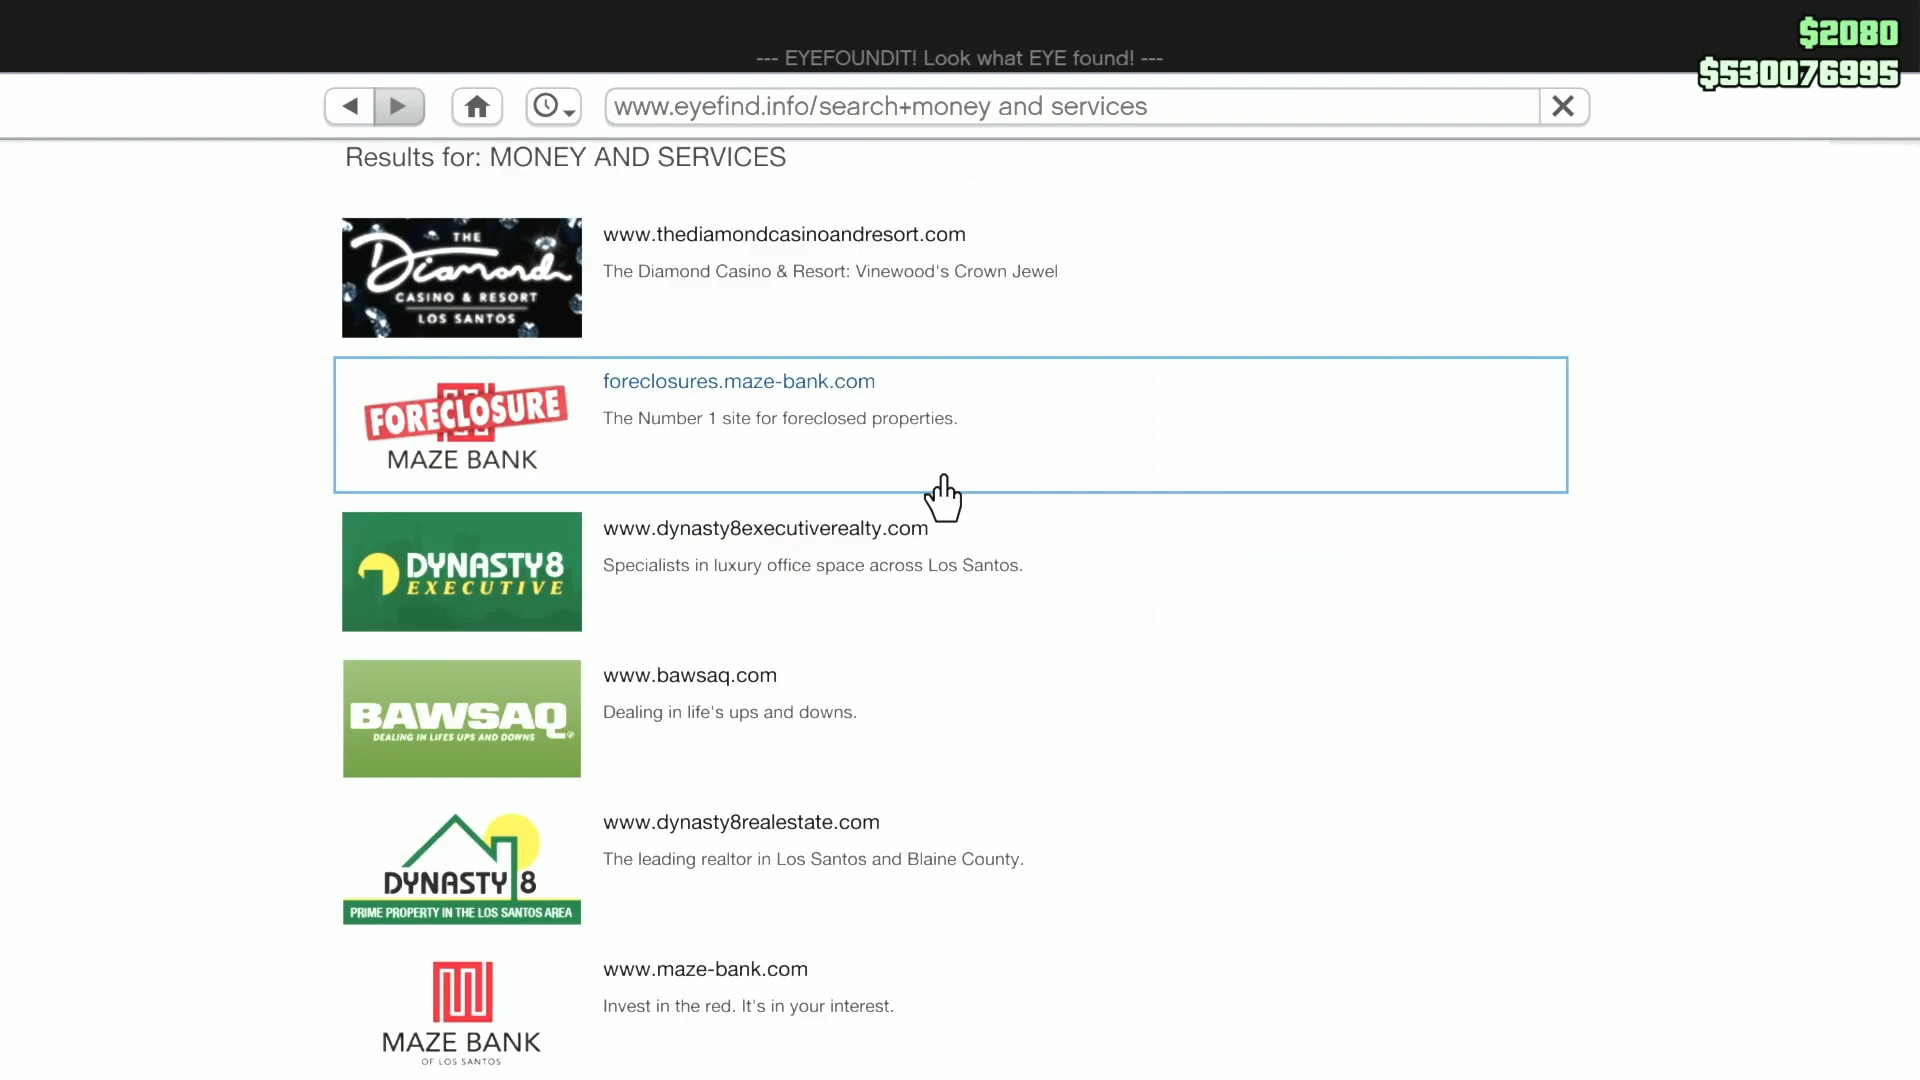 $2080
--- EYEFOUNDIT! Look what EYE found! ---
$530076995
www.eyefind.info/search+money and services
Results for: MONEY AND SERVICES
THE
Diamond
CASINO & RESORT
LOS SANTOS
www.thediamondcasinoandresort.com
The Diamond Casino & Resort: Vinewood's Crown Jewel
FORECLOSURE
MAZE BANK
foreclosures.maze-bank.com
The Number 1 site for foreclosed properties.
DYNASTY8
EXECUTIVE
www.dynasty8executiverealty.com
Specialists in luxury office space across Los Santos.
BAWSAQ
DEALING IN LIFES UPS AND DOWNS
www.bawsaq.com
Dealing in life's ups and downs.
DYNASTY 8
PRIME PROPERTY IN THE LOS SANTOS AREA
www.dynasty8realestate.com
The leading realtor in Los Santos and Blaine County.
MAZE BANK
OF LOS SANTOS
www.maze-bank.com
Invest in the red. It's in your interest.